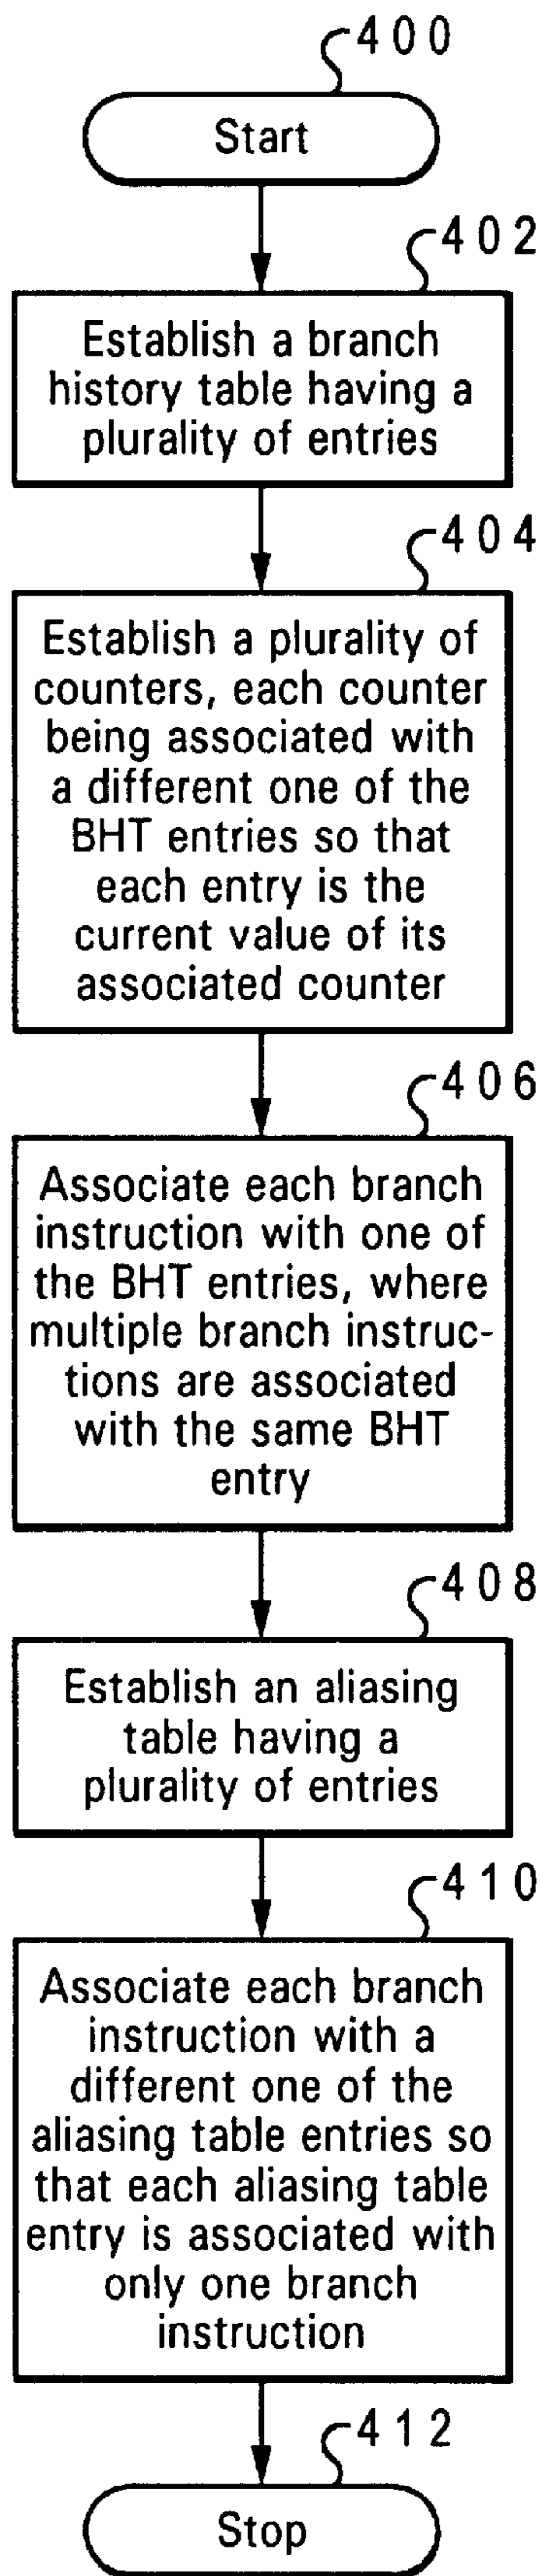 400
Start
402
Establish a branch
history table having a
plurality of entries
404
Establish a plurality of
counters, each counter
being associated with
a different one of the
BHT entries so that
each entry is the
current value of its
associated counter
406
Associate each branch
instruction with one of
the BHT entries, where
multiple branch instruc-
tions are associated
with the same BHT
entry
408
Establish an aliasing
table having a
plurality of entries
410
Associate each branch
instruction with a
different one of the
aliasing table entries so
that each aliasing table
entry is associated with
only one branch
instruction
412
Stop